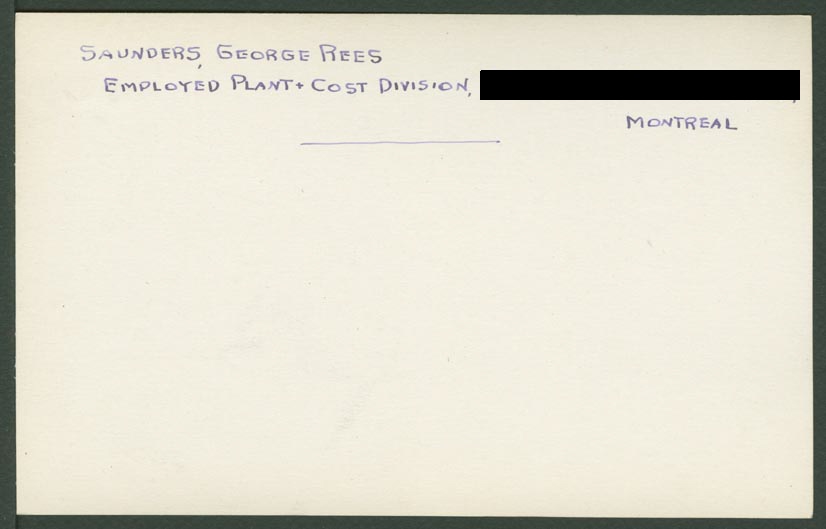 SAUNDERS, GEORGE REES
EMPLOYED PLANT + COST DIVISION,
MONTREAL